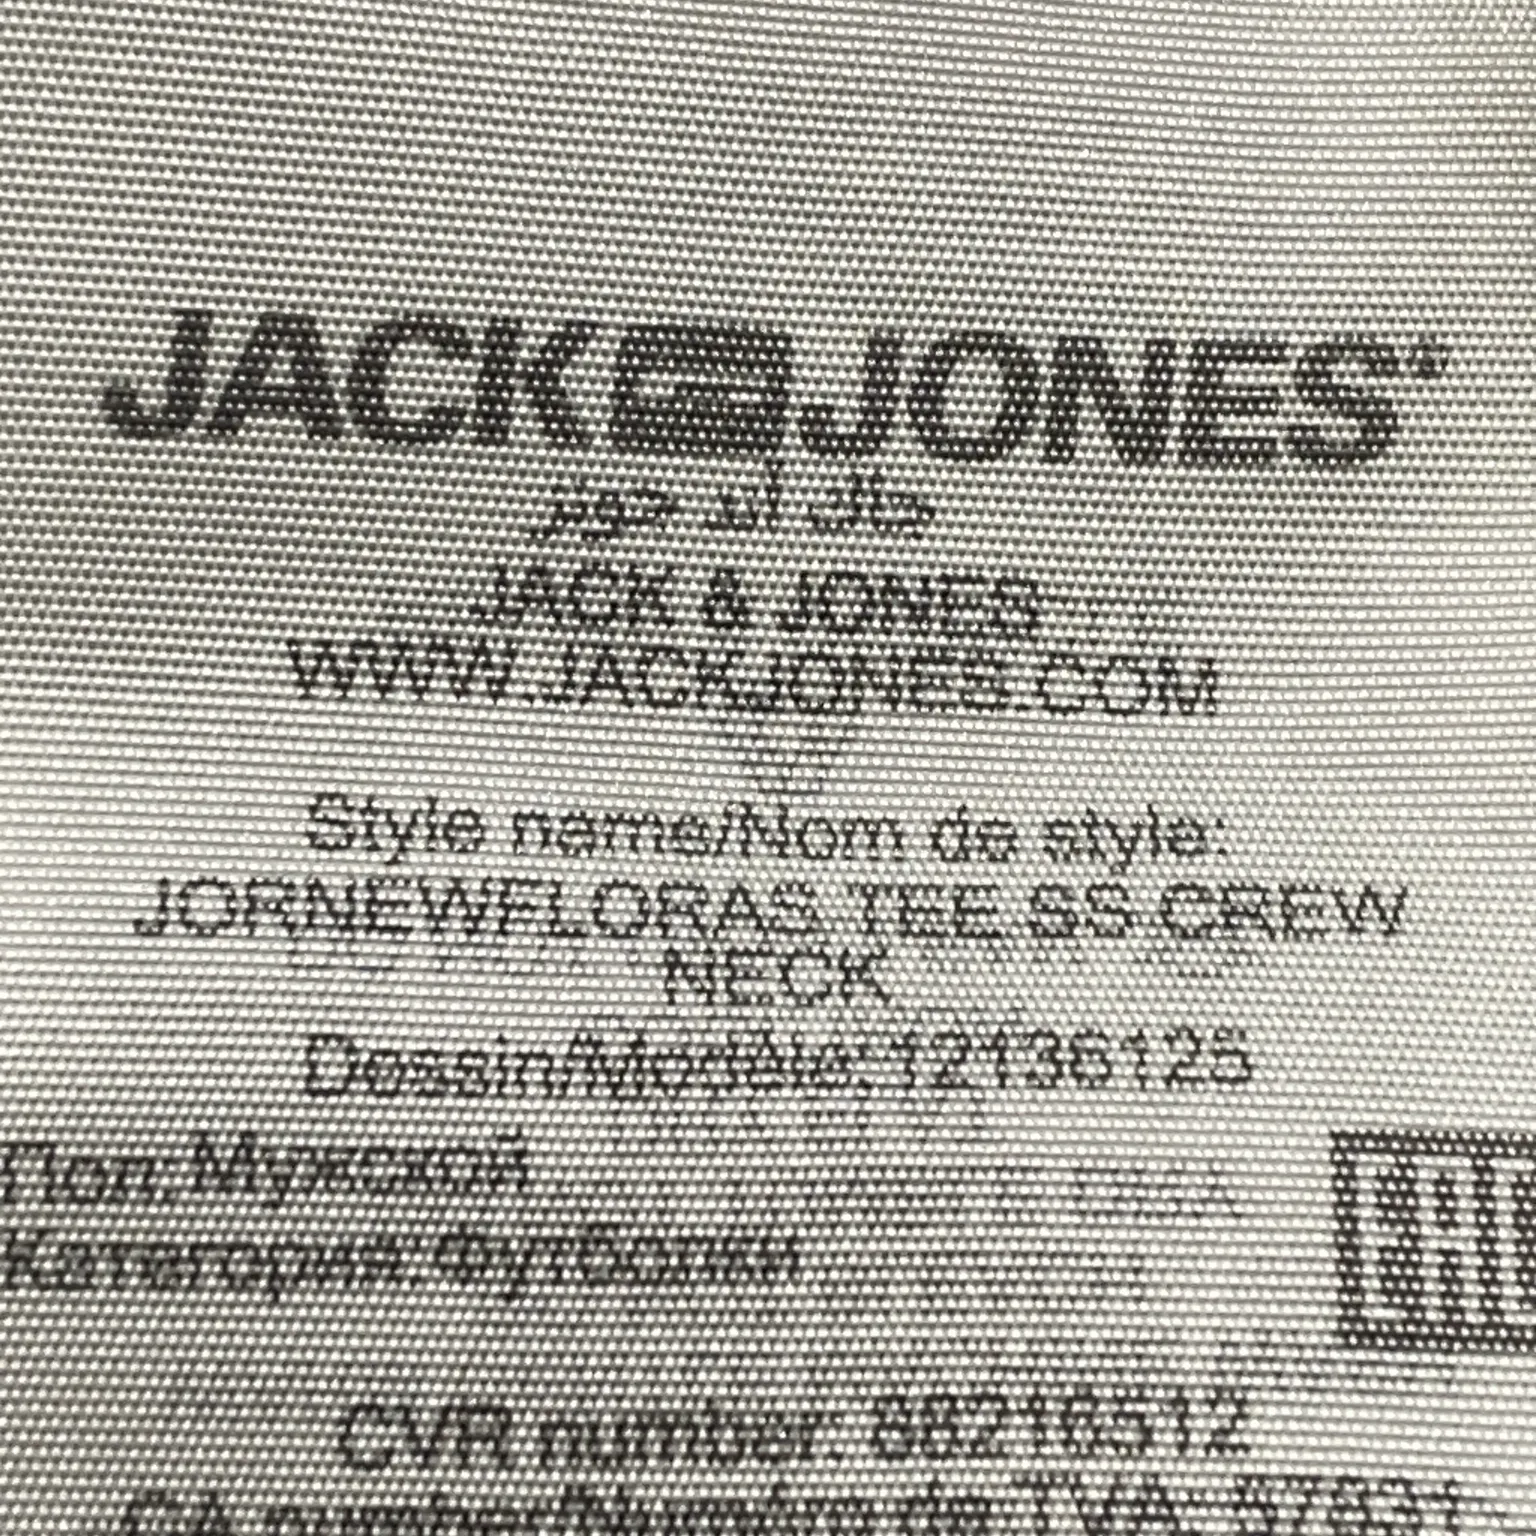 JACK & JONES®
جاك اند جونز
JACK & JONES
WWW.JACKJONES.COM
Style name/Nom de style:
JORNEWFLORAS TEE SS CREW
NECK
Dessin/Modèle: 12136125
Пол: Мужской
Категория: Футболки
CVR number: 88216512